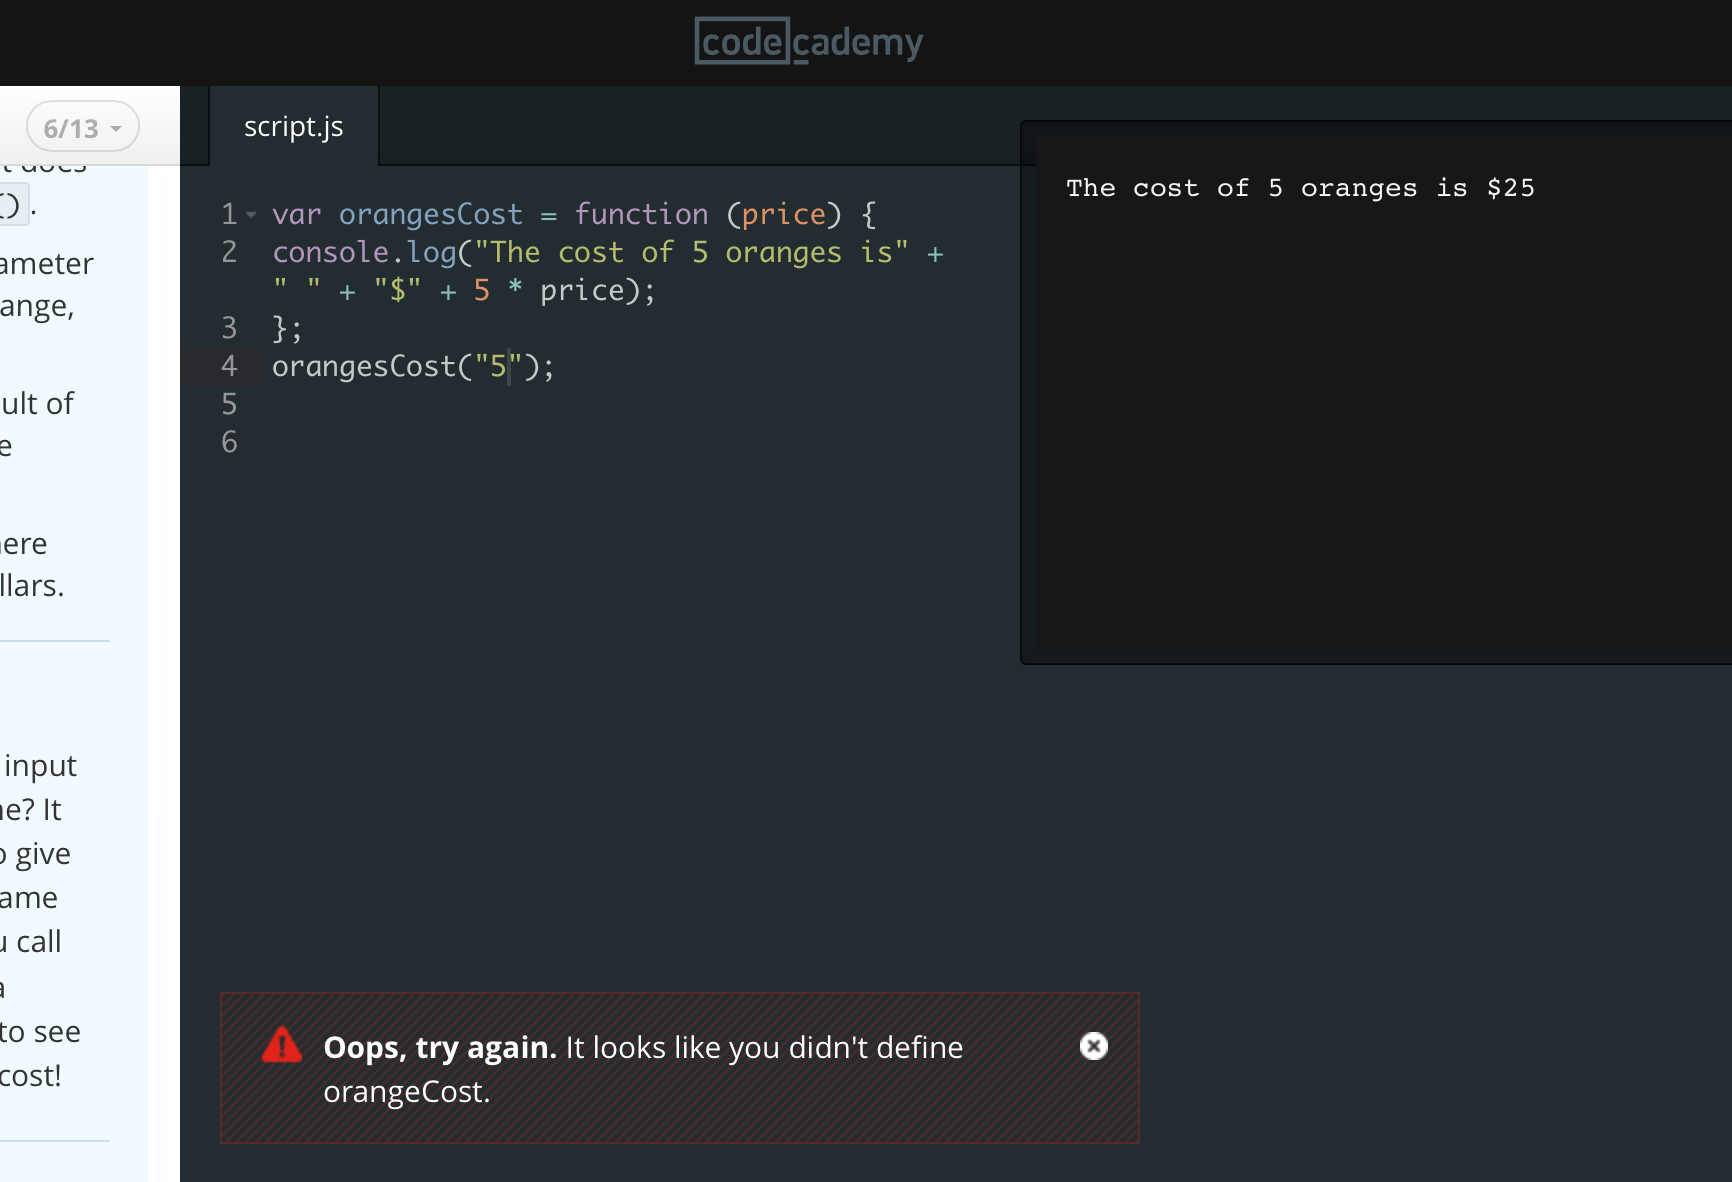 codecademy
6/13
script.js
t does
().
ameter
ange,
ult of
e
ere
llars.
input
e? It
give
ame
call
a
to see
cost!
1 var orangesCost = function (price) {
2 console.log("The cost of 5 oranges is" +
" " + "$" + 5 * price);
3 };
4 orangesCost("5");
5
6
The cost of 5 oranges is $25
Oops, try again. It looks like you didn't define
orangeCost.